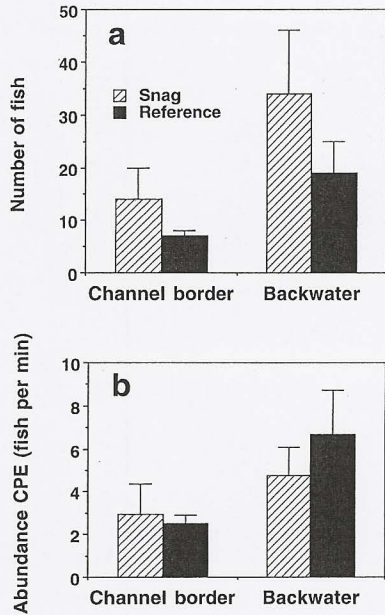 a
Number of fish
50
40
30
20
10
0
Snag
Reference
Channel border Backwater
b
Abundance CPE (fish per min)
10
8
6
4
2
0
Channel border Backwater